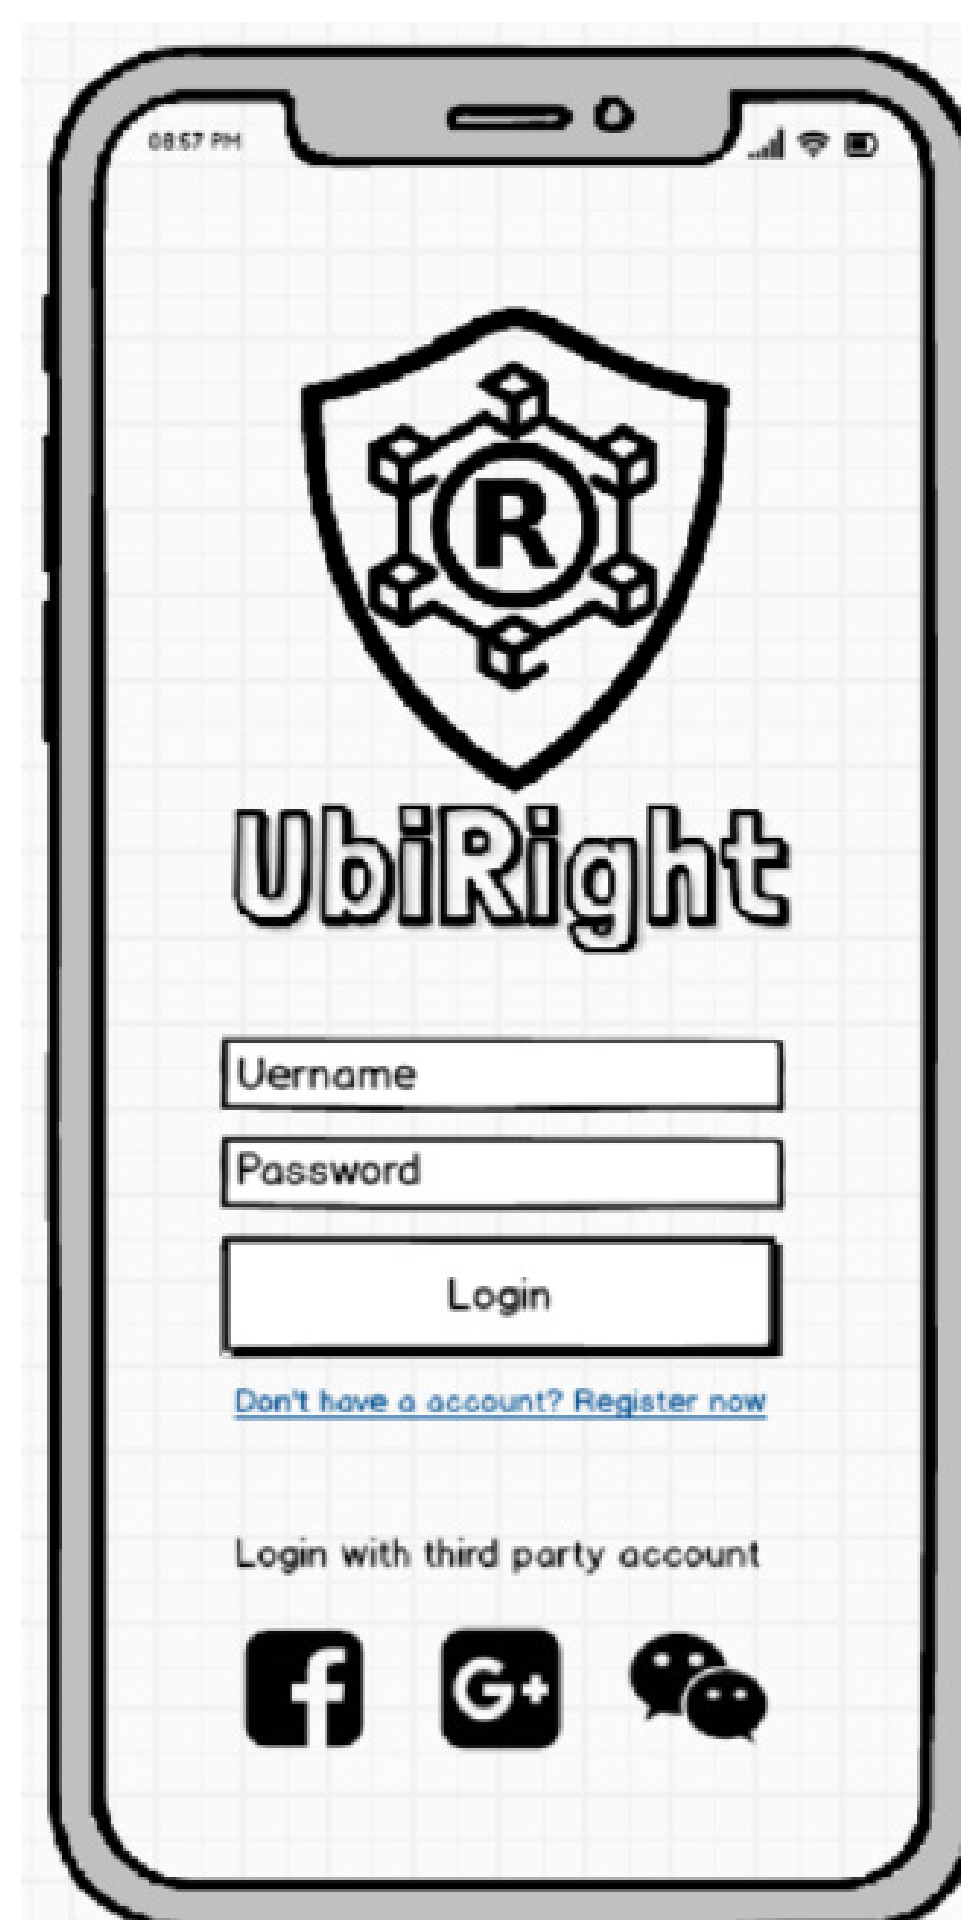 08:57 PM
R
UbiRight
Uername
Password
Login
Don't have a account? Register now
Login with third party account
f G+